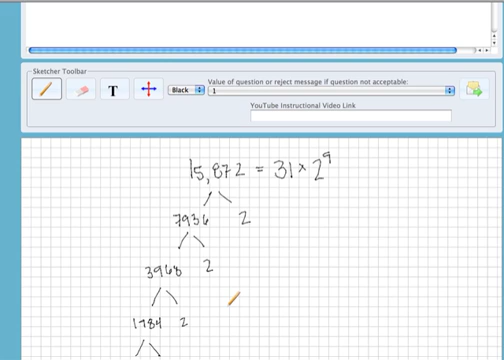 Sketcher Toolbar
Value of question or reject message if question not acceptable:
T
Black
1
YouTube Instructional Video Link
15,872 = 31 × 2⁹
7936 2
3968 2
1984 2